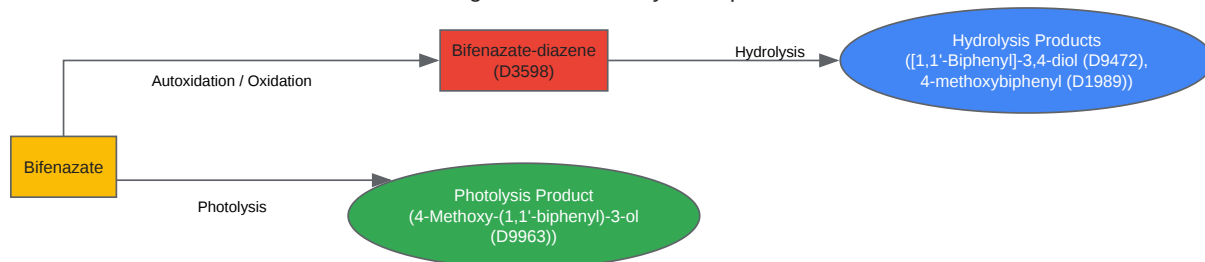 Bifenazate-diazene
(D3598)
Hydrolysis
Hydrolysis Products
([1,1'-Biphenyl]-3,4-diol (D9472),
4-methoxybiphenyl (D1989))
Autoxidation / Oxidation
Bifenazate
Photolysis
Photolysis Product
(4-Methoxy-(1,1'-biphenyl)-3-ol
(D9963))